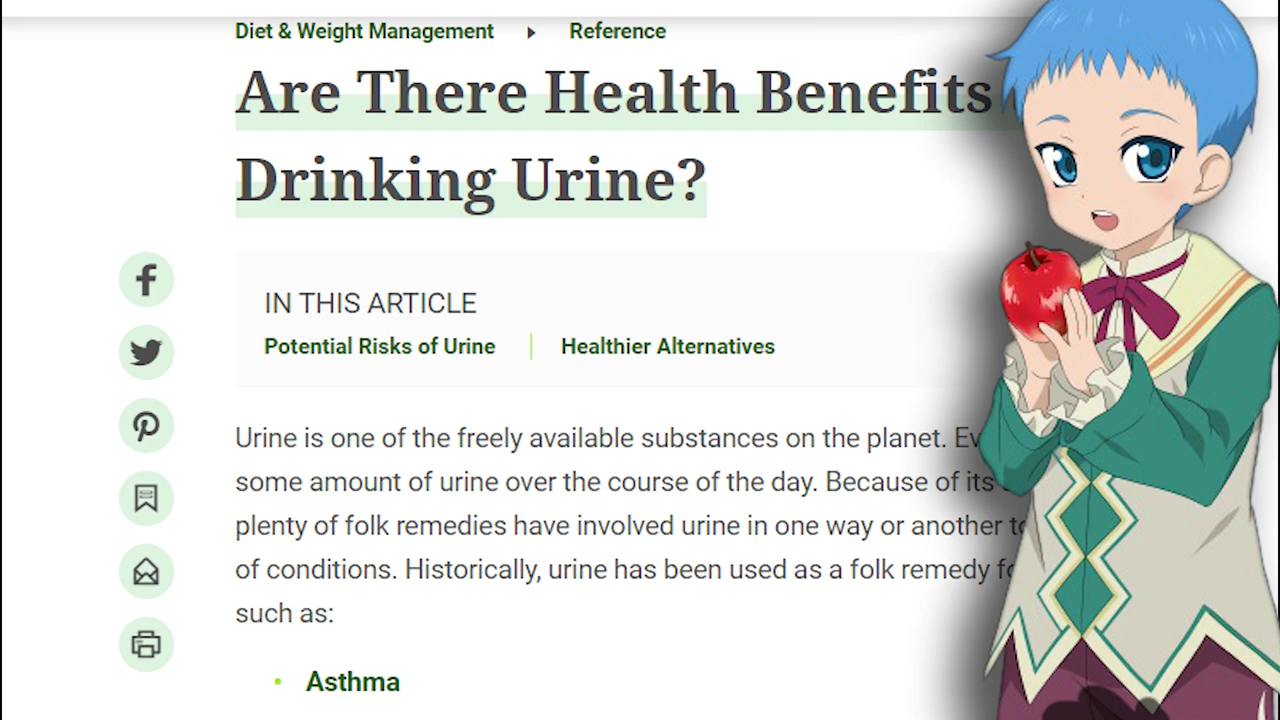 Diet & Weight Management Reference
Are There Health Benefits
Drinking Urine?
IN THIS ARTICLE
Potential Risks of Urine Healthier Alternatives
Urine is one of the freely available substances on the planet.
some amount of urine over the course of the day. Because of its
plenty of folk remedies have involved urine in one way or another
of conditions. Historically, urine has been used as a folk remedy
such as:
Asthma